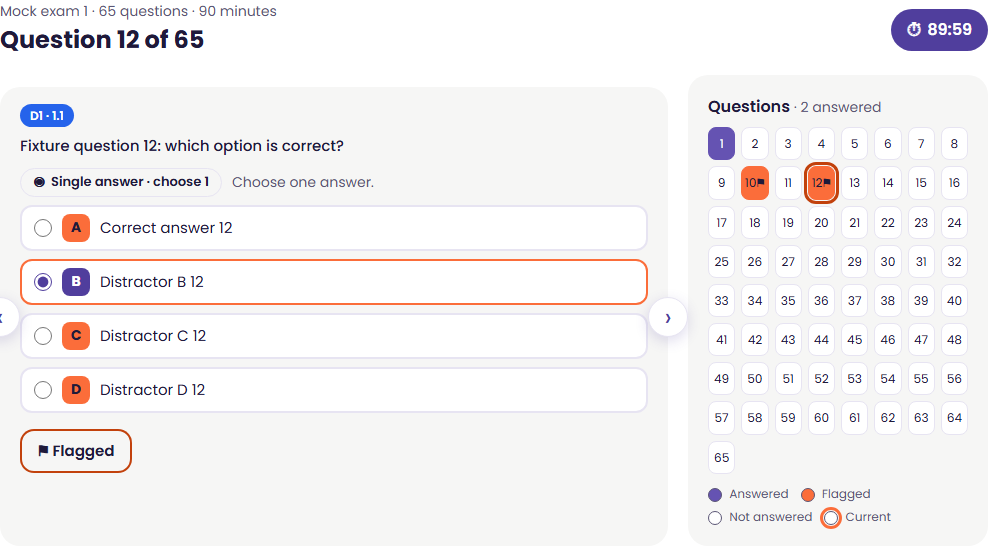 Mock exam 1 · 65 questions · 90 minutes
Question 12 of 65
⏱ 89:59
D1 · 1.1
Fixture question 12: which option is correct?
◉ Single answer · choose 1 Choose one answer.
A Correct answer 12
B Distractor B 12
C Distractor C 12
D Distractor D 12
⚑ Flagged
‹
›
Questions · 2 answered
1 2 3 4 5 6 7 8
9 10⚑ 11 12⚑ 13 14 15 16
17 18 19 20 21 22 23 24
25 26 27 28 29 30 31 32
33 34 35 36 37 38 39 40
41 42 43 44 45 46 47 48
49 50 51 52 53 54 55 56
57 58 59 60 61 62 63 64
65
Answered Flagged
Not answered Current